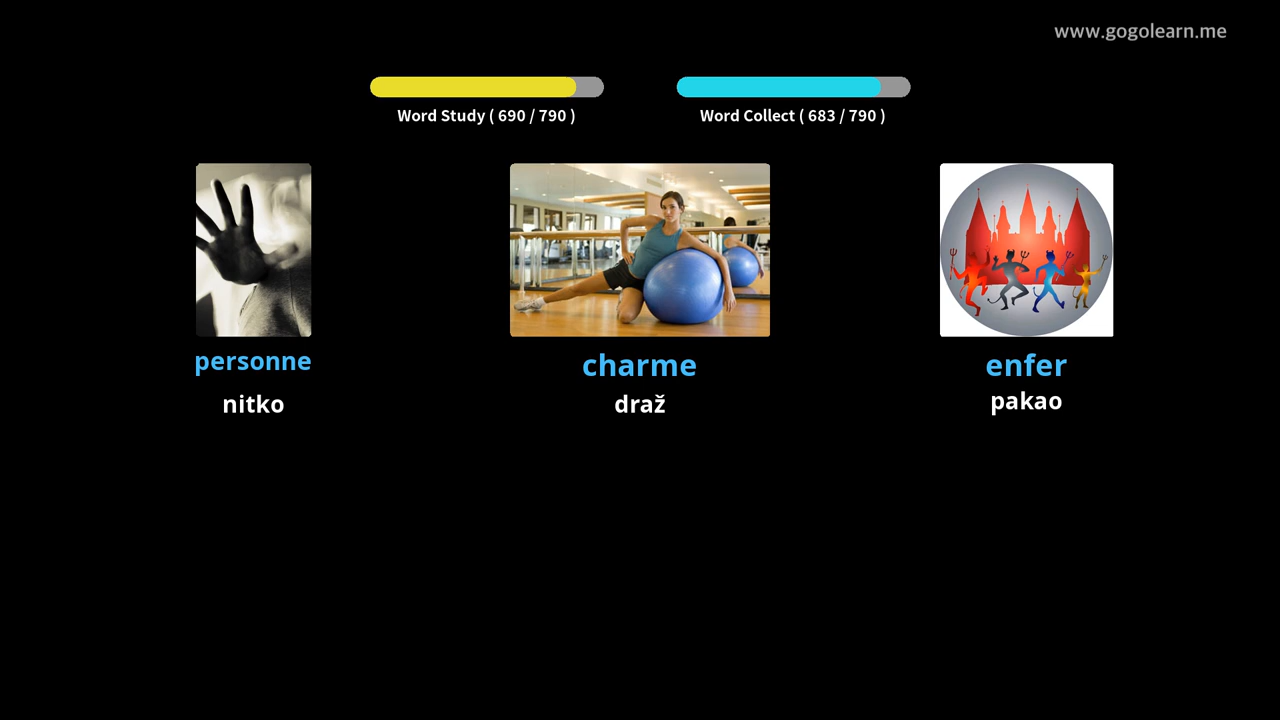 www.gogolearn.me
Word Study ( 690 / 790 )
Word Collect ( 683 / 790 )
personne
charme
enfer
nitko
draž
pakao